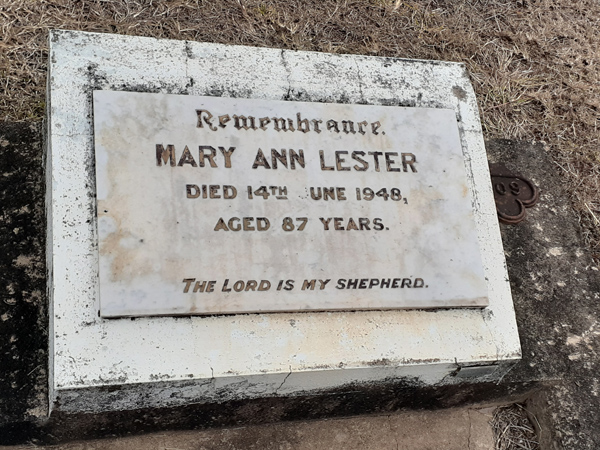 Remembrance.
MARY ANN LESTER
DIED 14TH UNE 1948,
AGED 87 YEARS.
THE LORD IS MY SHEPHERD.